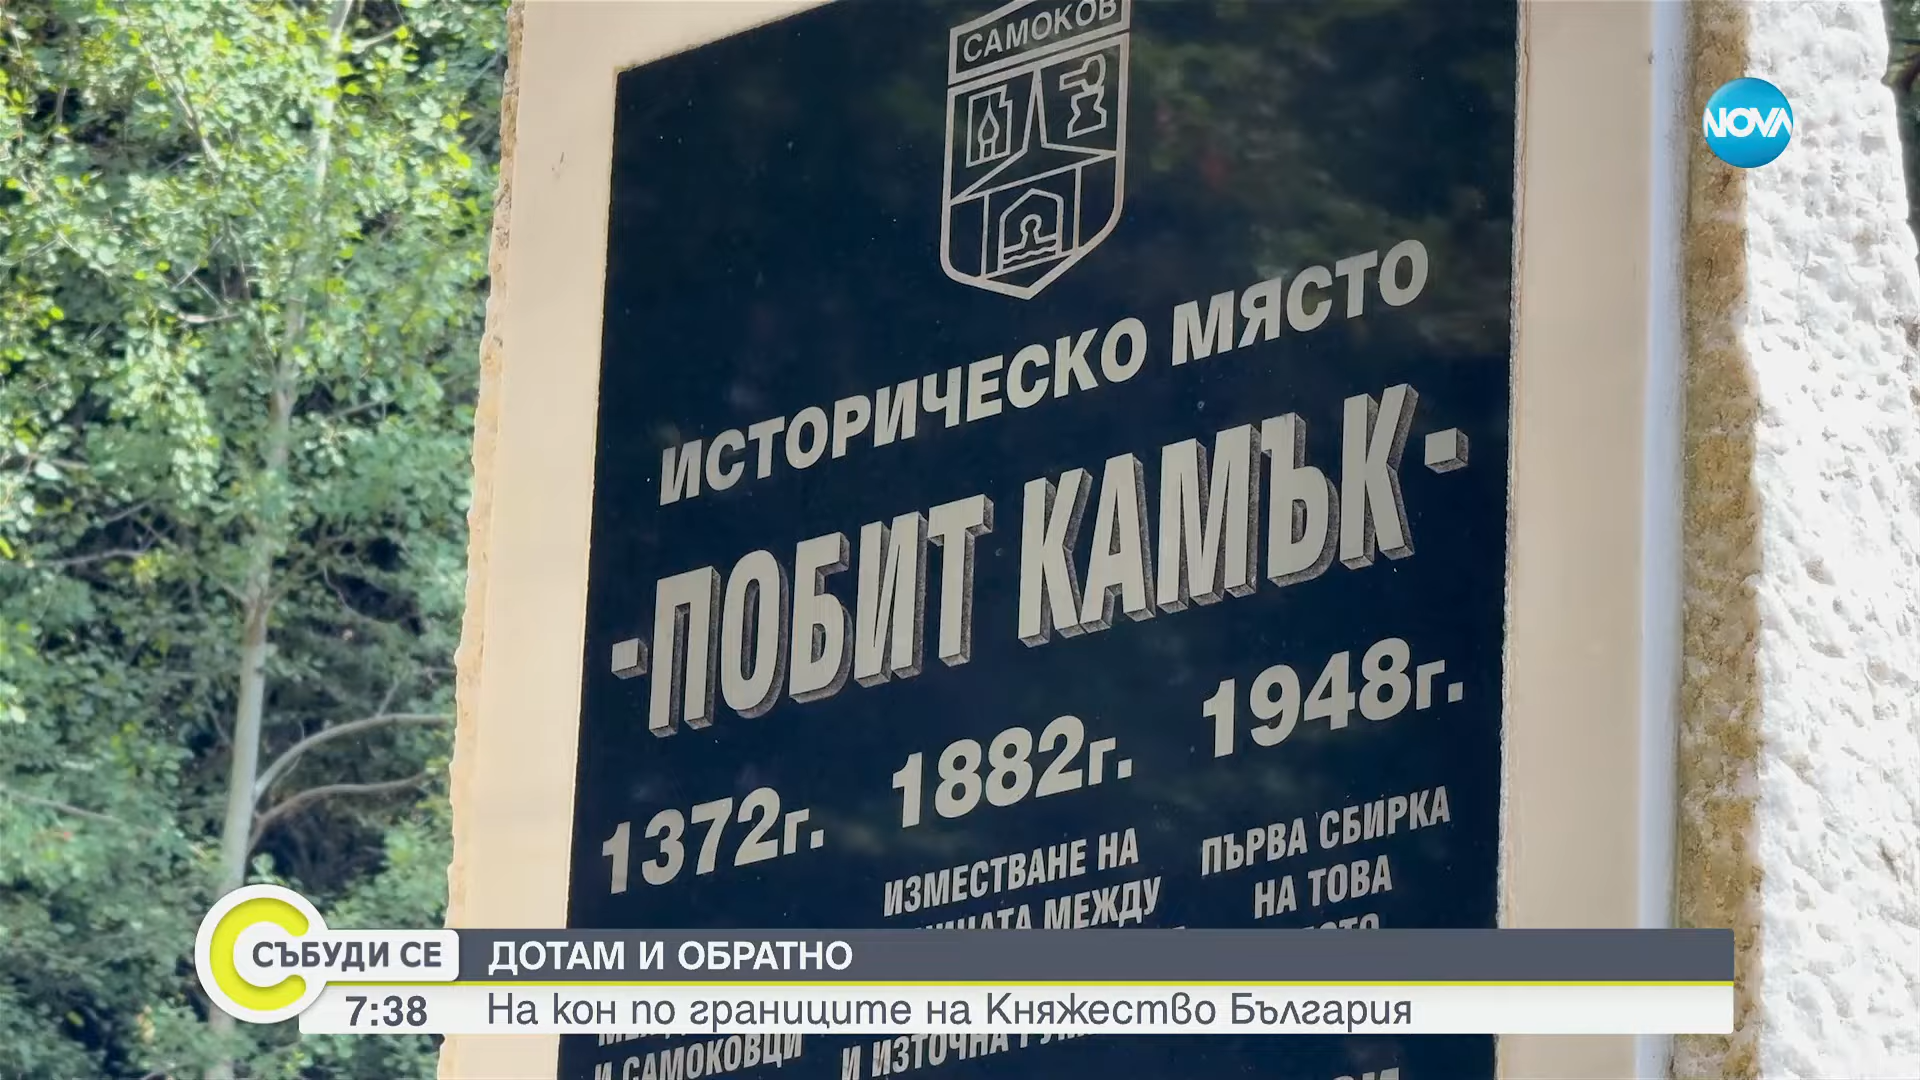 САМОКОВ
NOVA
ИСТОРИЧЕСКО МЯСТО
-ПОБИТ КАМЪК-
1372г. 1882г. 1948г.
ИЗМЕСТВАНЕ НА
МЕЖДУ
ПЪРВА СБИРКА
НА ТОВА
И САМОКОВЦИ
И ИЗТОЧНА
СЪБУДИ СЕ
ДОТАМ И ОБРАТНО
7:38
На кон по границите на Княжество България